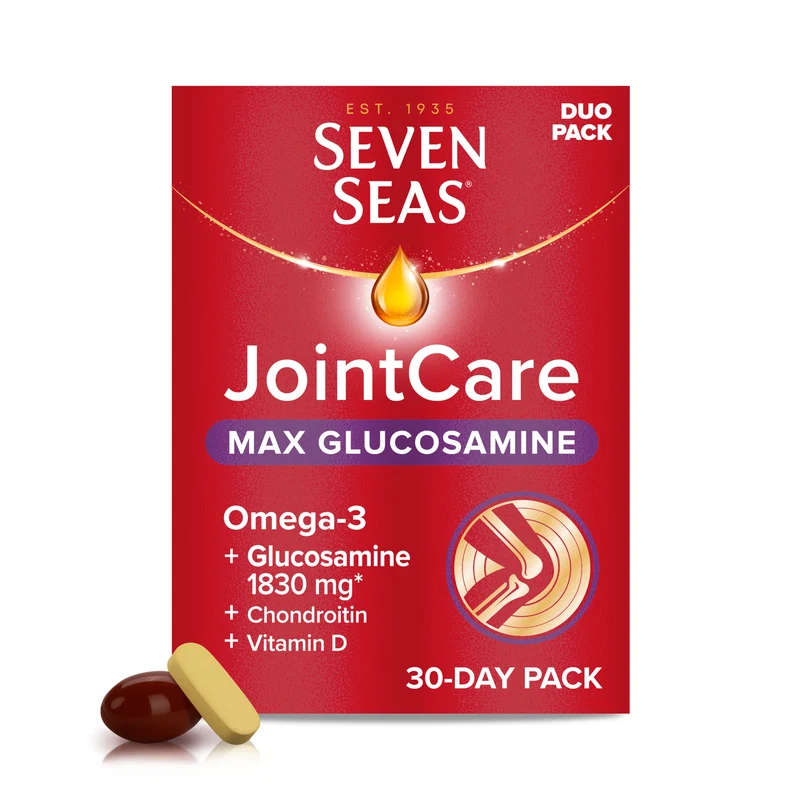 EST. 1935
SEVEN
SEAS®
DUO
PACK
JointCare
MAX GLUCOSAMINE
Omega-3
+ Glucosamine
1830 mg*
+ Chondroitin
+ Vitamin D
30-DAY PACK